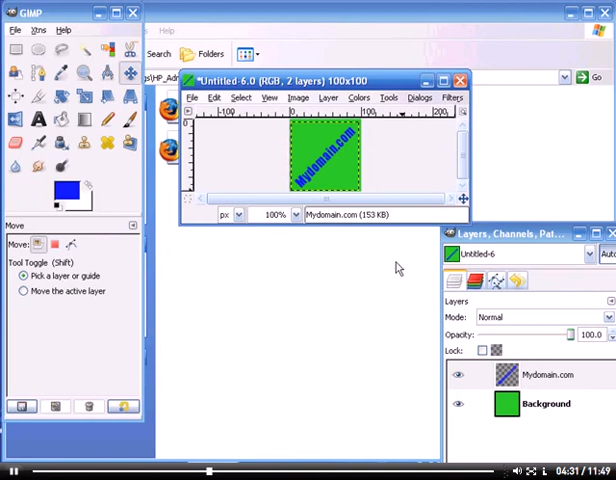 GIMP
File
Xtns
Help
Help
Search
Folders
Go
*Untitled-6.0 (RGB, 2 layers) 100x100
File Edit Select View Image Layer Colors Tools Dialogs Filters
-100 0 100 200
0
Mydomain.com
px 100% Mydomain.com (153 KB)
Move
Move:
Tool Toggle (Shift)
Pick a layer or guide
Move the active layer
Layers, Channels, Pat...
Untitled-6
Auto
Layers
Mode: Normal
Opacity: 100.0
Lock:
Mydomain.com
Background
04:31 / 11:49